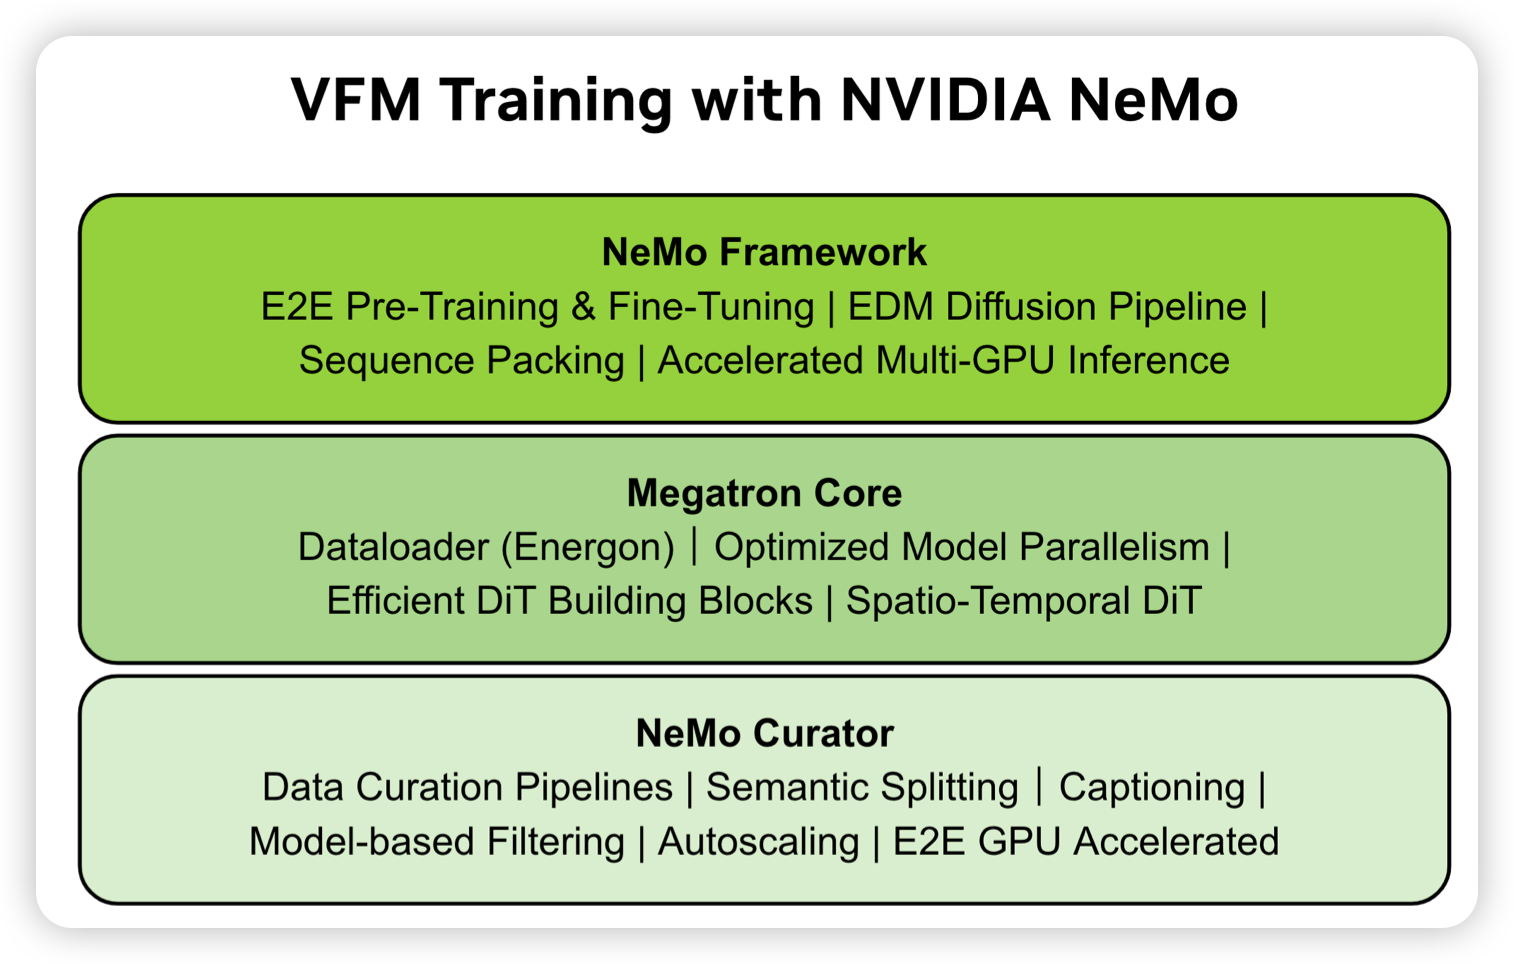 VFM Training with NVIDIA NeMo
NeMo Framework
E2E Pre-Training & Fine-Tuning | EDM Diffusion Pipeline |
Sequence Packing | Accelerated Multi-GPU Inference
Megatron Core
Dataloader (Energon) | Optimized Model Parallelism |
Efficient DiT Building Blocks | Spatio-Temporal DiT
NeMo Curator
Data Curation Pipelines | Semantic Splitting | Captioning |
Model-based Filtering | Autoscaling | E2E GPU Accelerated